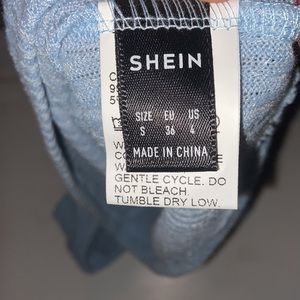 SHEIN
SIZE EU US
S 36 4
MADE IN CHINA
GENTLE CYCLE. DO
NOT BLEACH.
TUMBLE DRY LOW.